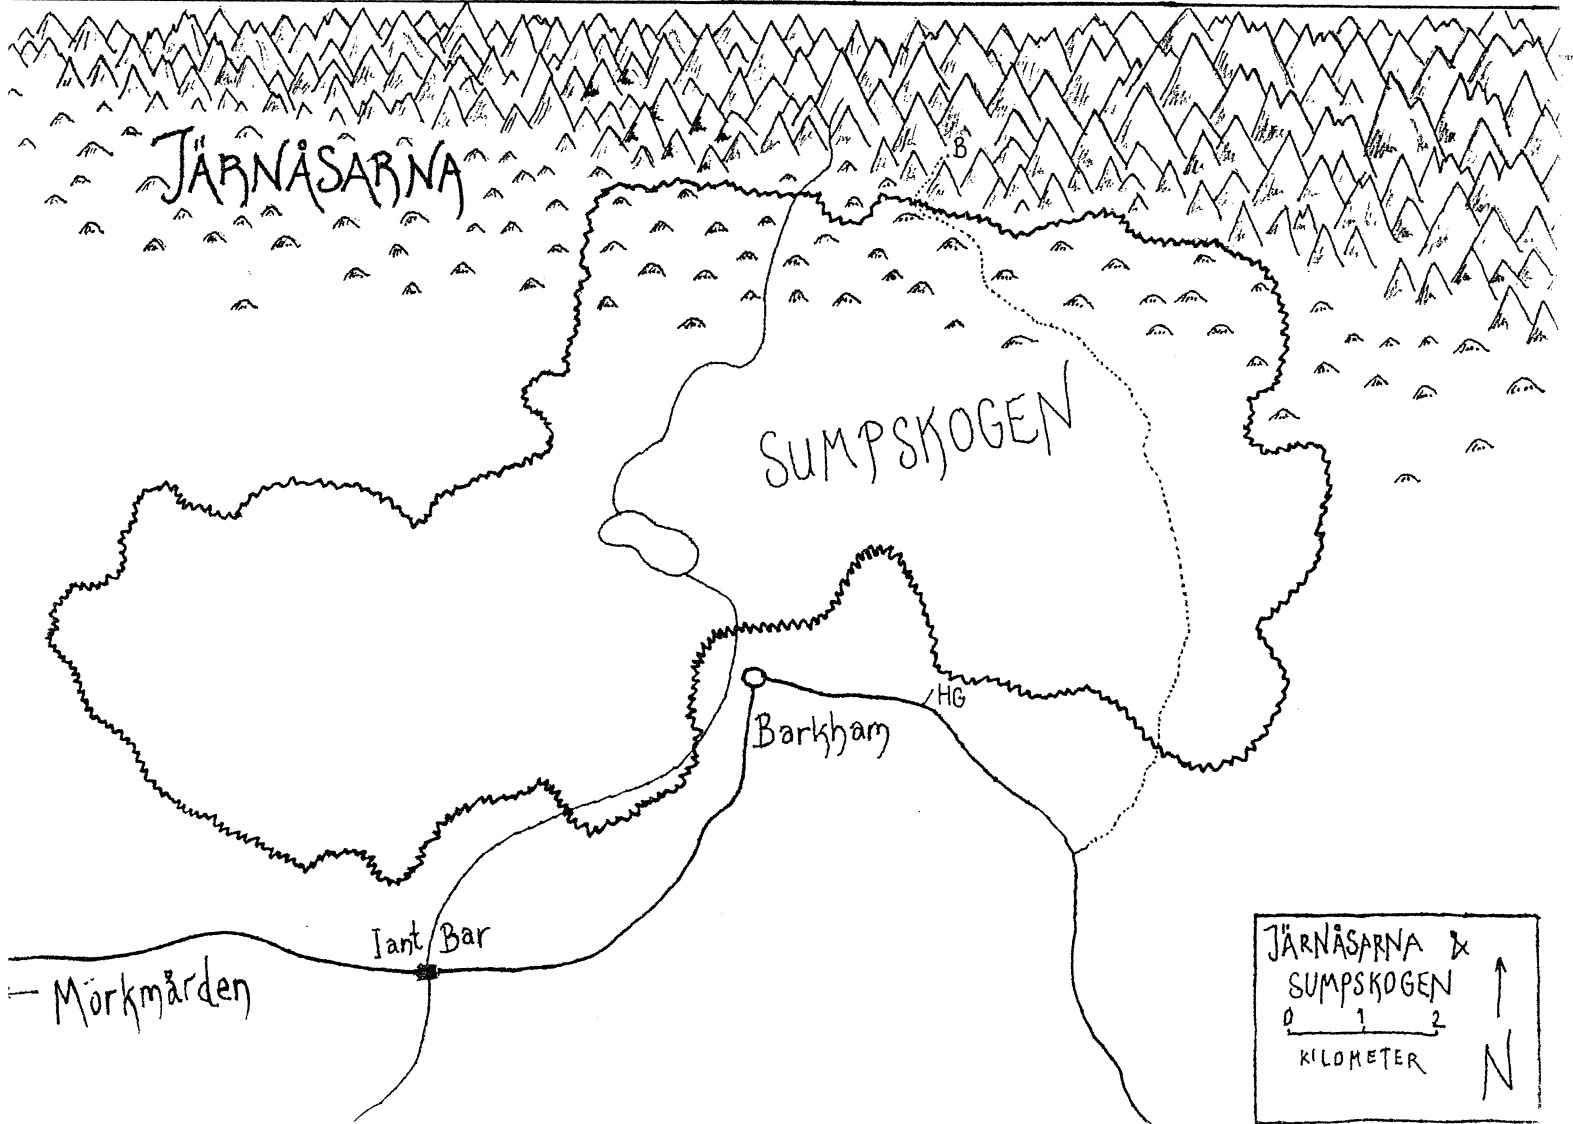 B
JÄRNÅSARNA
SUMPSKOGEN
HG
Barkham
Iant Bar
Mörkmården
JÄRNÅSARNA &
SUMPSKOGEN
0 1 2
KILOMETER
N